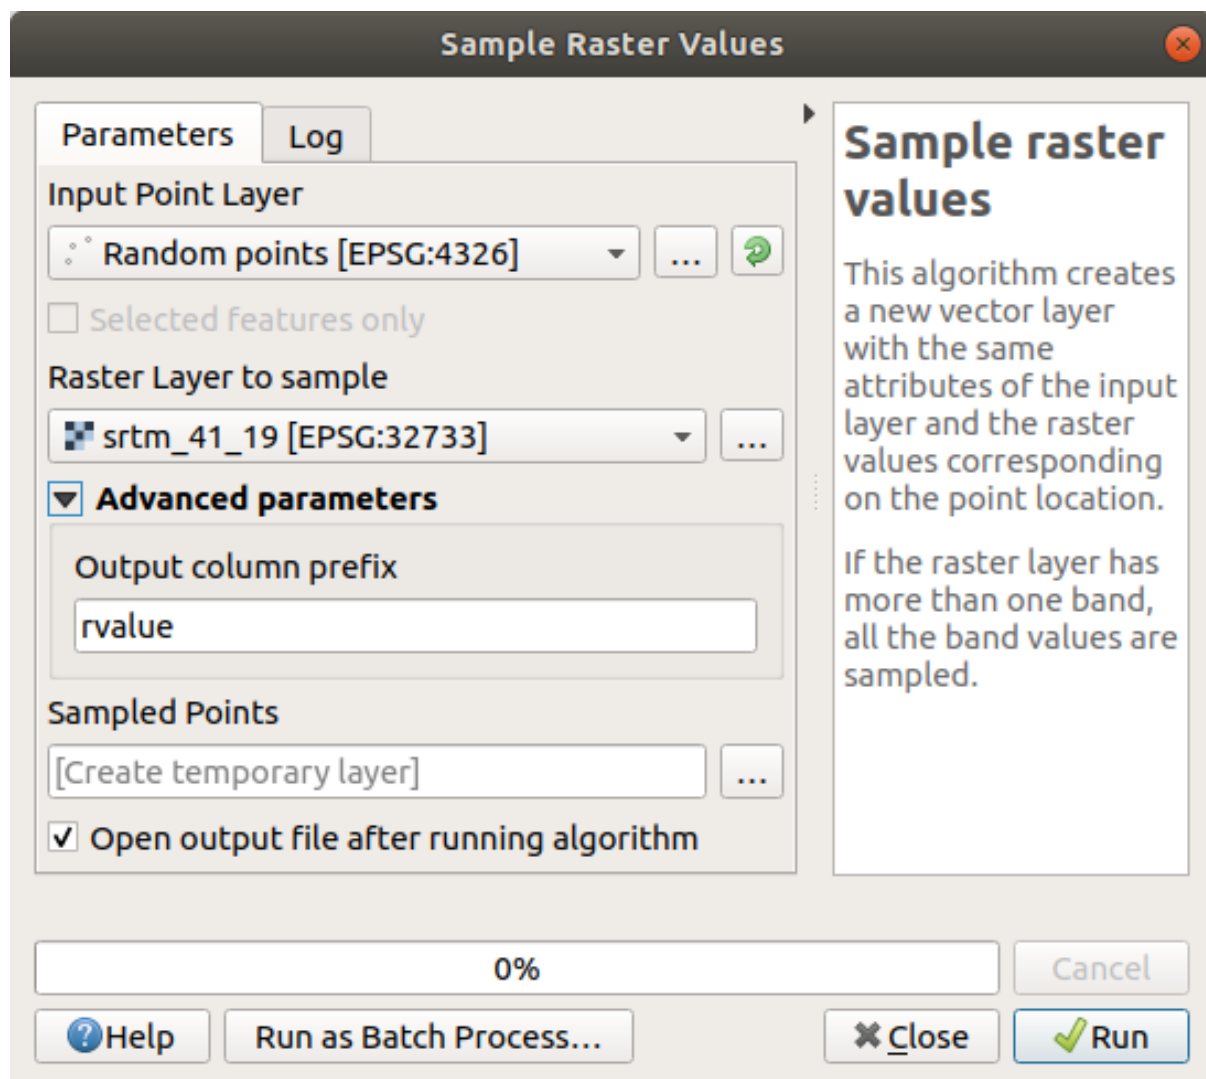 Sample Raster Values
Parameters
Log
Input Point Layer
Random points [EPSG:4326]
...
Selected features only
Raster Layer to sample
srtm_41_19 [EPSG:32733]
...
Advanced parameters
Output column prefix
rvalue
Sampled Points
[Create temporary layer]
...
Open output file after running algorithm
Sample raster
values
This algorithm creates
a new vector layer
with the same
attributes of the input
layer and the raster
values corresponding
on the point location.
If the raster layer has
more than one band,
all the band values are
sampled.
0%
Cancel
Help
Run as Batch Process...
Close
Run